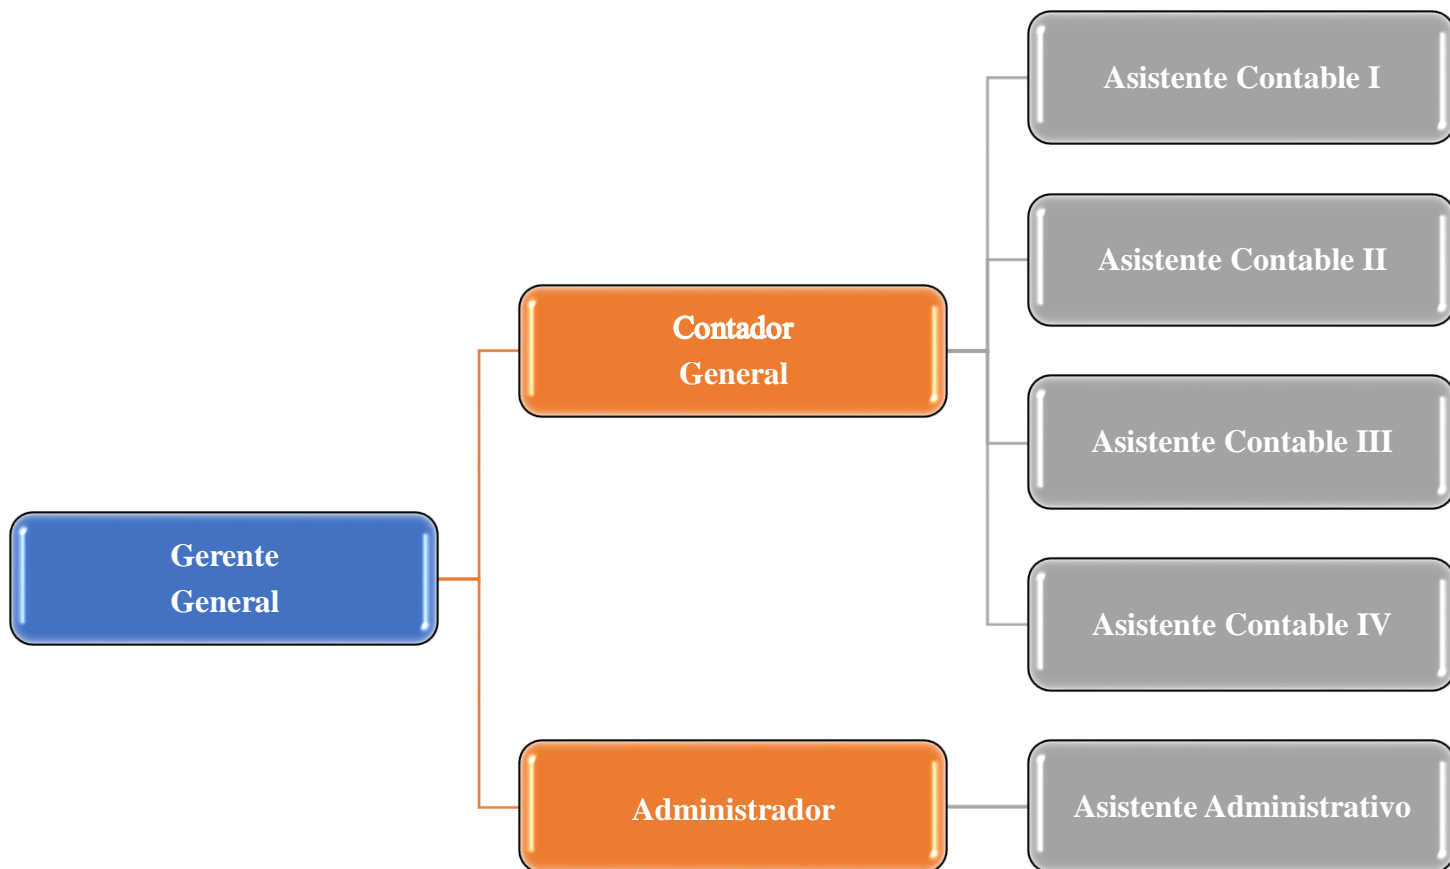 Asistente Contable I
Asistente Contable II
Contador
General
Asistente Contable III
Gerente
General
Asistente Contable IV
Administrador
Asistente Administrativo